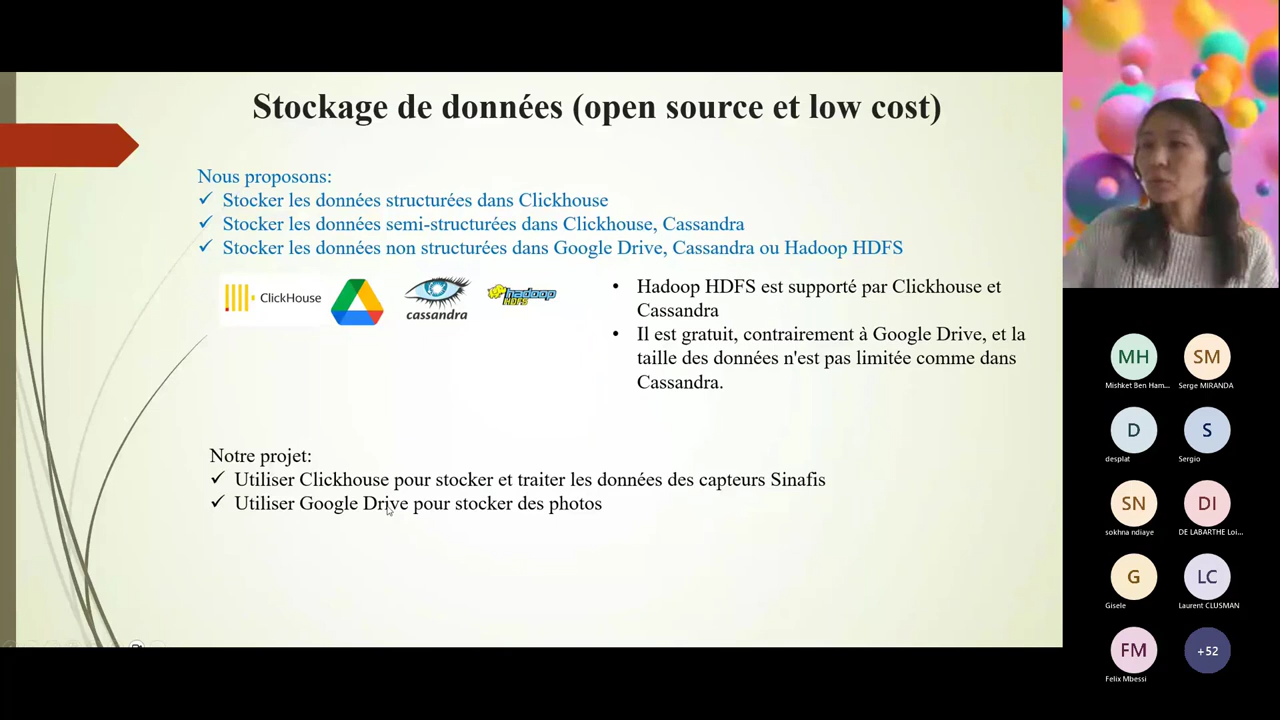 Stockage de données (open source et low cost)
Nous proposons:
Stocker les données structurées dans Clickhouse
Stocker les données semi-structurées dans Clickhouse, Cassandra
Stocker les données non structurées dans Google Drive, Cassandra ou Hadoop HDFS
ClickHouse
cassandra
hadoop
HDFS
Hadoop HDFS est supporté par Clickhouse et
Cassandra
Il est gratuit, contrairement à Google Drive, et la
taille des données n'est pas limitée comme dans
Cassandra.
Notre projet:
Utiliser Clickhouse pour stocker et traiter les données des capteurs Sinafis
Utiliser Google Drive pour stocker des photos
MH
Mishket Ben Ham...
SM
Serge MIRANDA
D
desplat
S
Sergio
SN
sokhna ndiaye
DI
DE LABARTHE Loi...
G
Gisele
LC
Laurent CLUSMAN
FM
Felix Mbessi
+52